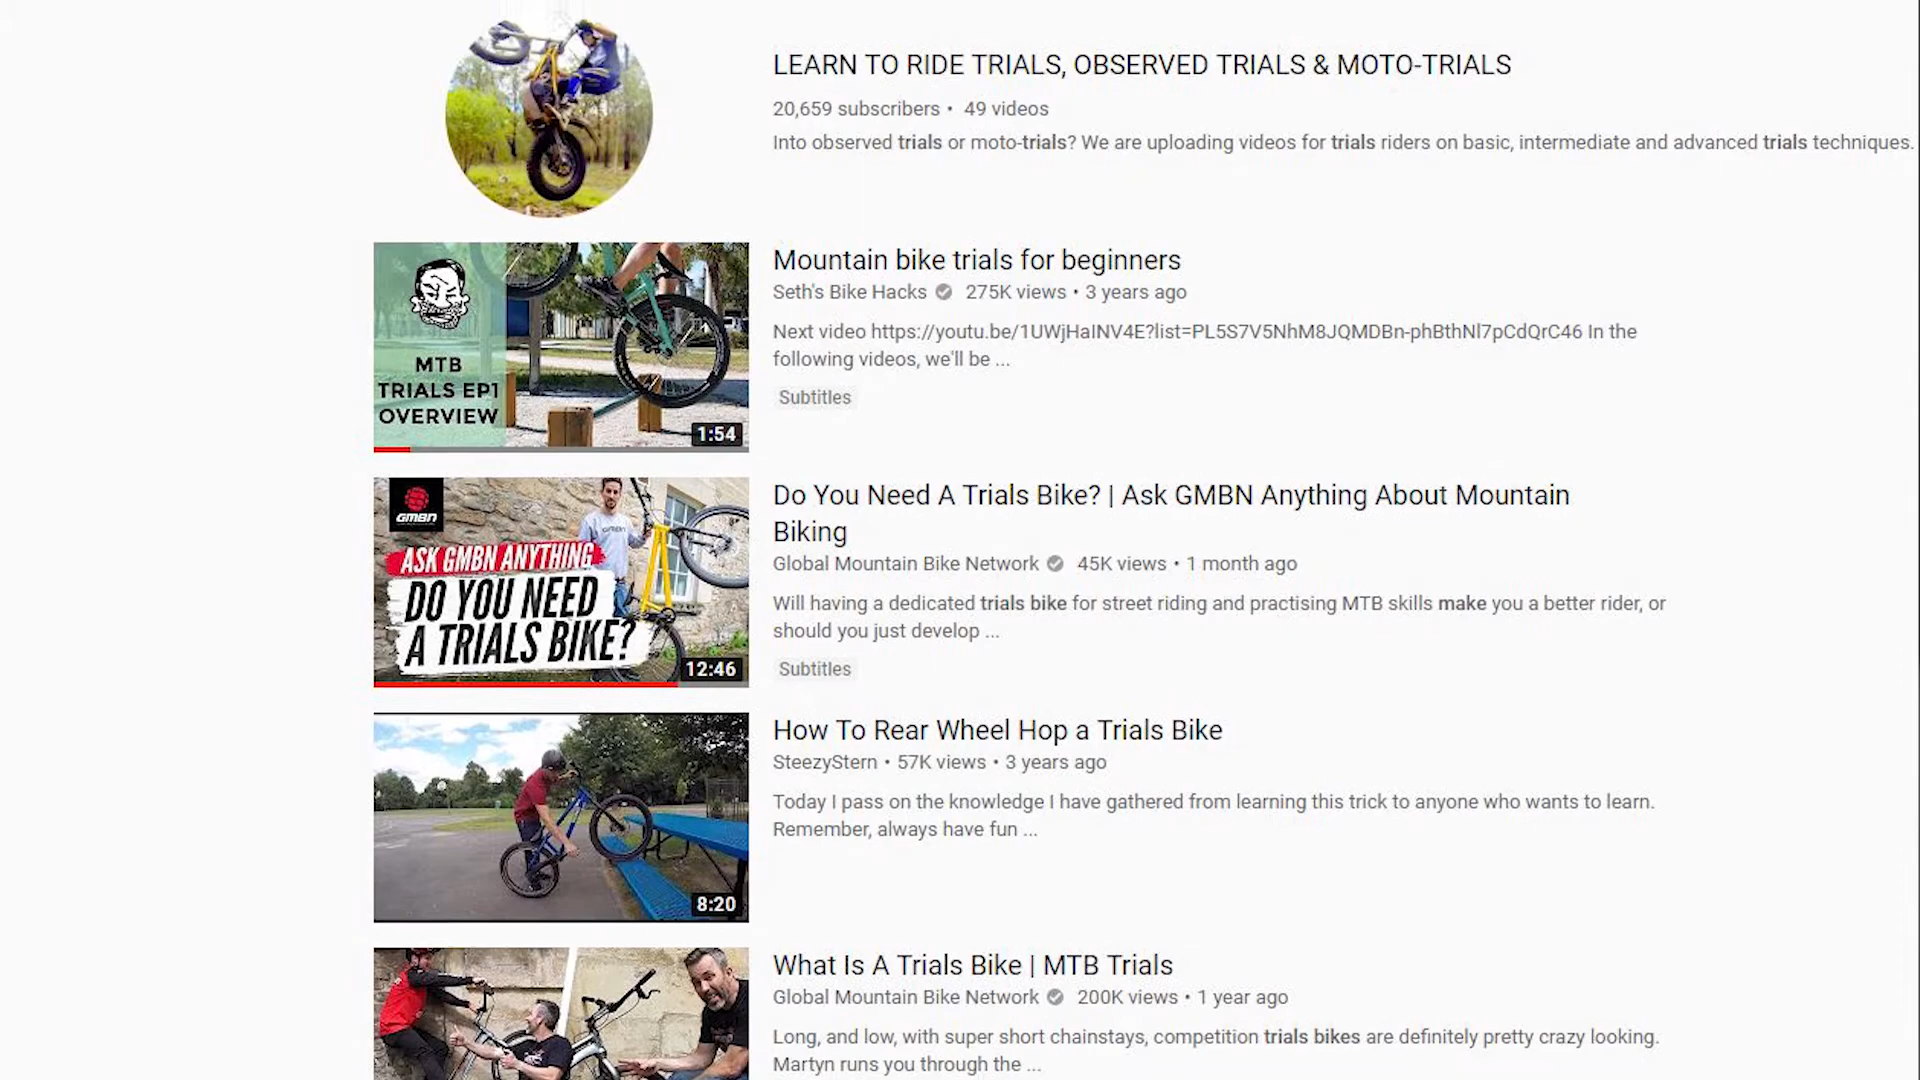 LEARN TO RIDE TRIALS, OBSERVED TRIALS & MOTO-TRIALS
20,659 subscribers • 49 videos
Into observed trials or moto-trials? We are uploading videos for trials riders on basic, intermediate and advanced trials techniques.
MTB
TRIALS EP1
OVERVIEW
1:54
Mountain bike trials for beginners
Seth's Bike Hacks 275K views • 3 years ago
Next video https://youtu.be/1UWjHaINV4E?list=PL5S7V5NhM8JQMDBn-phBthNl7pCdQrC46 In the
following videos, we'll be ...
Subtitles
GMBN
GMBN
ASK GMBN ANYTHING
DO YOU NEED
A TRIALS BIKE?
12:46
Do You Need A Trials Bike? | Ask GMBN Anything About Mountain
Biking
Global Mountain Bike Network 45K views • 1 month ago
Will having a dedicated trials bike for street riding and practising MTB skills make you a better rider, or
should you just develop ...
Subtitles
8:20
How To Rear Wheel Hop a Trials Bike
SteezyStern • 57K views • 3 years ago
Today I pass on the knowledge I have gathered from learning this trick to anyone who wants to learn.
Remember, always have fun ...
What Is A Trials Bike | MTB Trials
Global Mountain Bike Network 200K views • 1 year ago
Long, and low, with super short chainstays, competition trials bikes are definitely pretty crazy looking.
Martyn runs you through the ...